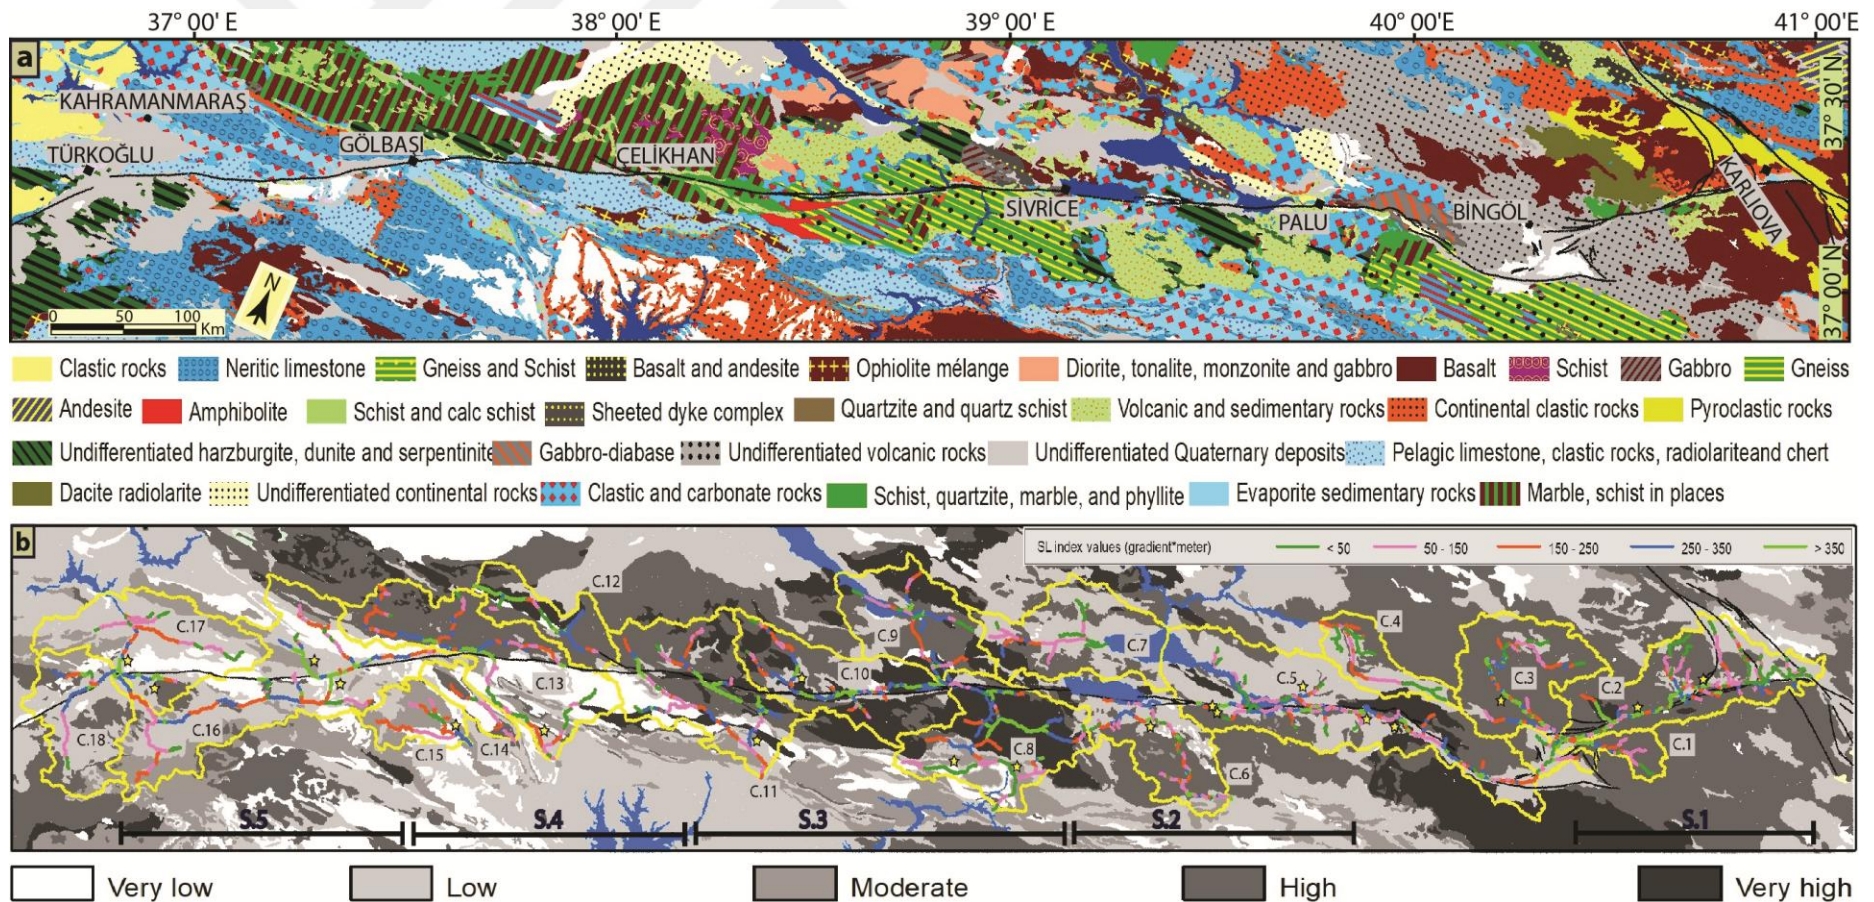 37° 00' E 38° 00' E 39° 00' E 40° 00' E 41° 00' E
a
KAHRAMANMARAŞ
TÜRKOĞLU
GÖLBAŞI
ÇELİKHAN
SİVRİCE
PALU
BİNGÖL
KARLIOVA
37° 30' N
37° 00' N
N
0 50 100
Km
Clastic rocks Neritic limestone Gneiss and Schist Basalt and andesite Ophiolite mélange Diorite, tonalite, monzonite and gabbro Basalt Schist Gabbro Gneiss
Andesite Amphibolite Schist and calc schist Sheeted dyke complex Quartzite and quartz schist Volcanic and sedimentary rocks Continental clastic rocks Pyroclastic rocks
Undifferentiated harzburgite, dunite and serpentinite Gabbro-diabase Undifferentiated volcanic rocks Undifferentiated Quaternary deposits Pelagic limestone, clastic rocks, radiolariteand chert
Dacite radiolarite Undifferentiated continental rocks Clastic and carbonate rocks Schist, quartzite, marble, and phyllite Evaporite sedimentary rocks Marble, schist in places
b
SL index values (gradient*meter) < 50 50 - 150 150 - 250 250 - 350 > 350
C.12
C.17
C.4
C.9
C.7
C.10
C.13
C.5
C.3
C.2
C.16
C.18
C.15
C.14
C.8
C.1
C.6
C.11
S.5 S.4 S.3 S.2 S.1
Very low Low Moderate High Very high